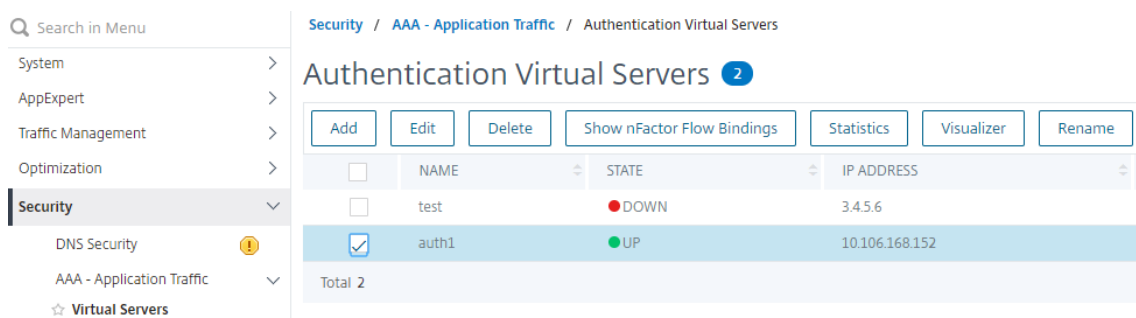 Search in Menu
System
AppExpert
Traffic Management
Optimization
Security
DNS Security
AAA - Application Traffic
Virtual Servers
Security / AAA - Application Traffic / Authentication Virtual Servers
Authentication Virtual Servers 2
Add Edit Delete Show nFactor Flow Bindings Statistics Visualizer Rename
NAME STATE IP ADDRESS
test DOWN 3.4.5.6
auth1 UP 10.106.168.152
Total 2